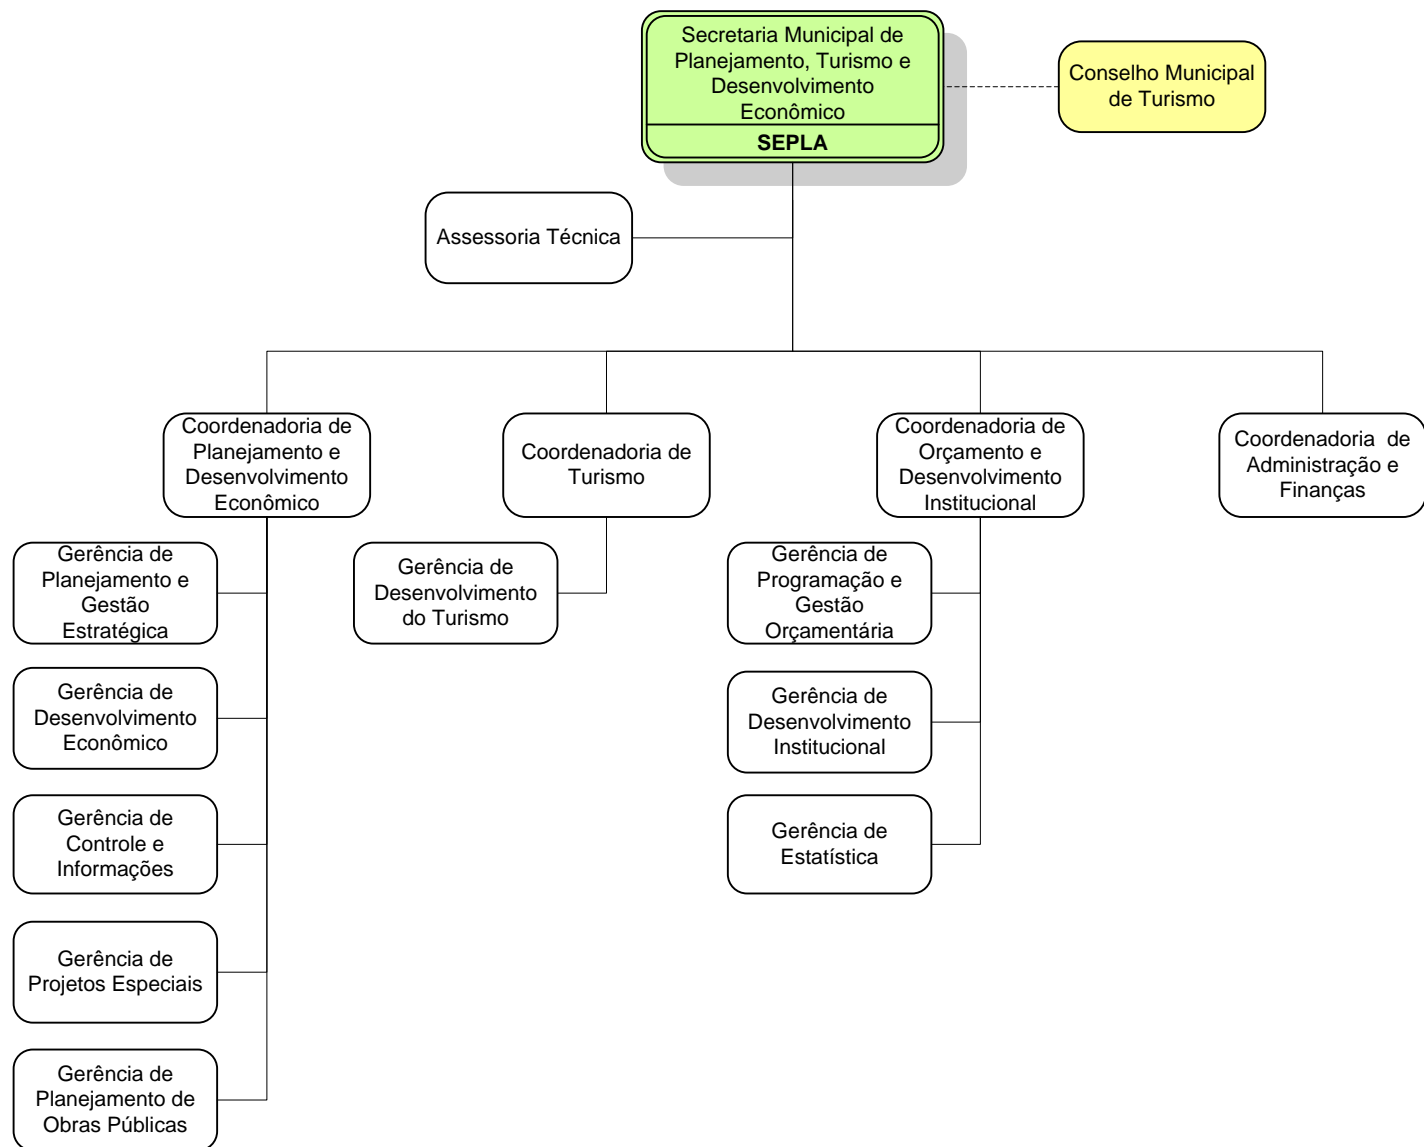 Secretaria Municipal de
Planejamento, Turismo e
Desenvolvimento
Econômico
SEPLA
Conselho Municipal
de Turismo
Assessoria Técnica
Coordenadoria de
Planejamento e
Desenvolvimento
Econômico
Coordenadoria de
Turismo
Coordenadoria de
Orçamento e
Desenvolvimento
Institucional
Coordenadoria de
Administração e
Finanças
Gerência de
Planejamento e
Gestão
Estratégica
Gerência de
Desenvolvimento
do Turismo
Gerência de
Programação e
Gestão
Orçamentária
Gerência de
Desenvolvimento
Econômico
Gerência de
Desenvolvimento
Institucional
Gerência de
Controle e
Informações
Gerência de
Estatística
Gerência de
Projetos Especiais
Gerência de
Planejamento de
Obras Públicas